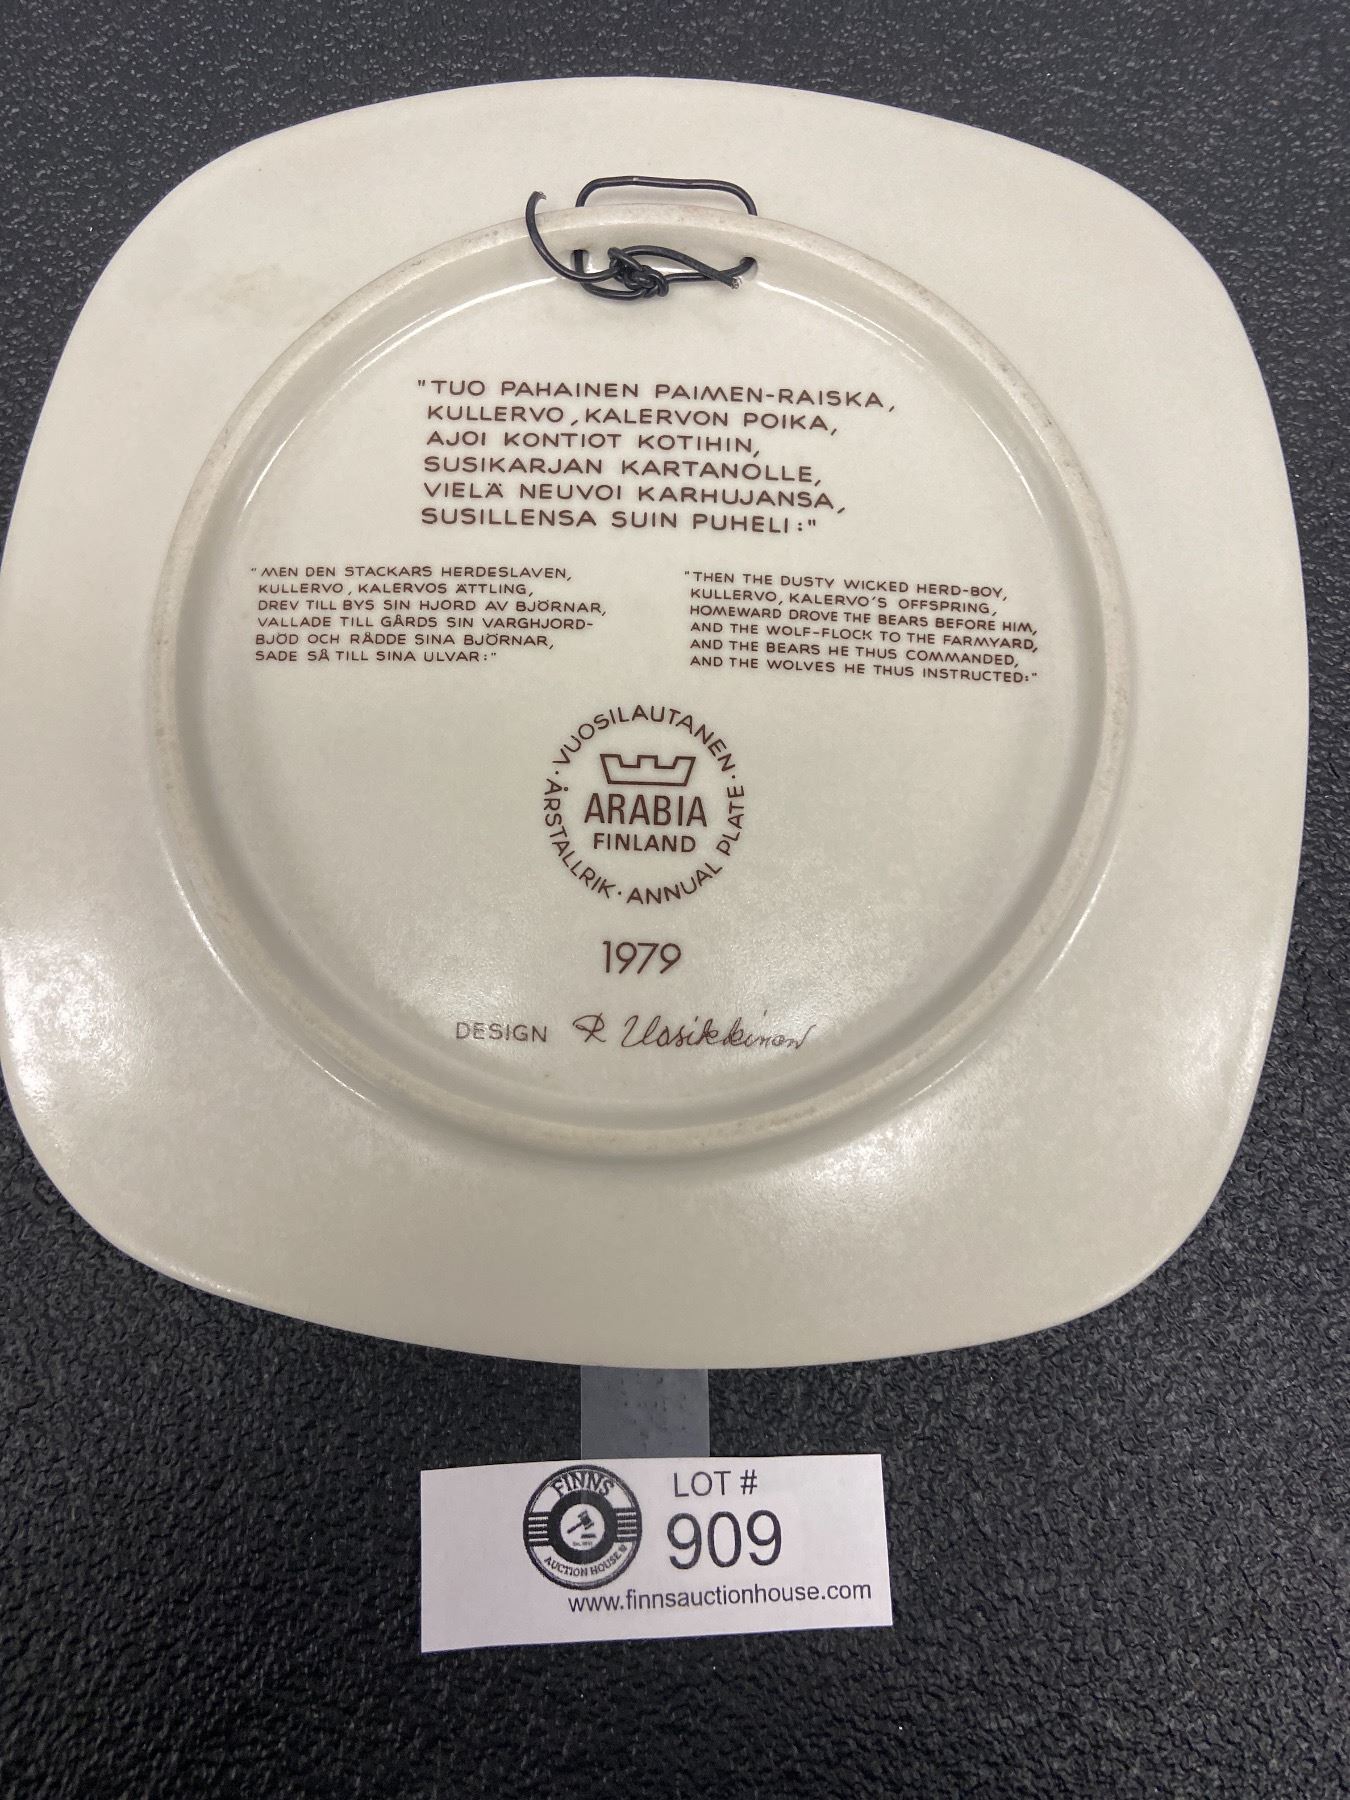 "TUO PAHAINEN PAIMEN-RAISKA,
KULLERVO, KALERVON POIKA,
AJOI KONTIOT KOTIHIN,
SUSIKARJAN KARTANOLLE,
VIELÄ NEUVOI KARHUJANSA,
SUSILLENSA SUIN PUHELI:"
"MEN DEN STACKARS HERDESLAVEN,
KULLERVO, KALERVOS ÄTTLING,
DREV TILL BYS SIN HJORD AV BJÖRNAR,
VALLADE TILL GÅRDS SIN VARGHJORD-
BJÖD OCH RÅDDE SINA BJÖRNAR,
SADE SÅ TILL SINA ULVAR:"
"THEN THE DUSTY WICKED HERD-BOY,
KULLERVO, KALERVO'S OFFSPRING,
HOMEWARD DROVE THE BEARS BEFORE HIM,
AND THE WOLF-FLOCK TO THE FARMYARD,
AND THE BEARS HE THUS COMMANDED,
AND THE WOLVES HE THUS INSTRUCTED:"
· VUOSILAUTANEN ·
ARABIA
FINLAND
ÅRSTALLRIK · ANNUAL PLATE
1979
DESIGN R Uosikkinen
FINNS
AUCTION HOUSE
LOT #
909
www.finnsauctionhouse.com